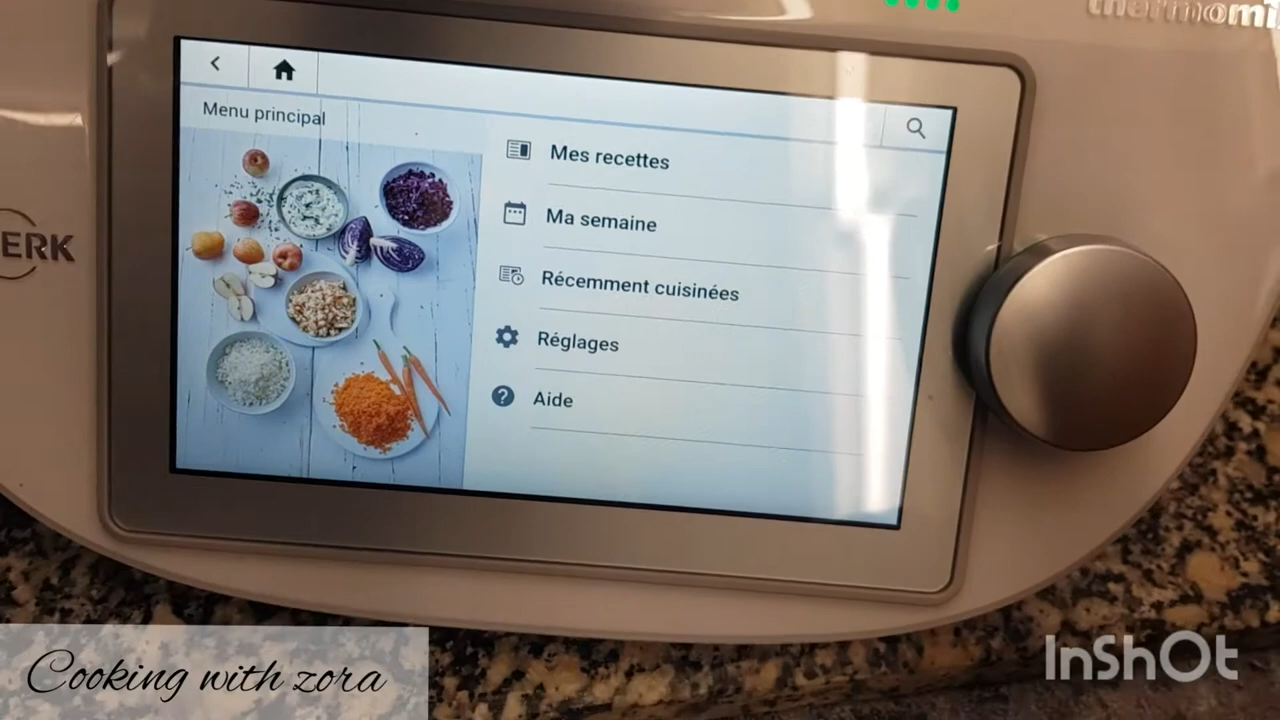 thermomi
Menu principal
Mes recettes
Ma semaine
Récemment cuisinées
Réglages
Aide
ERK
Cooking with zora
InShOt